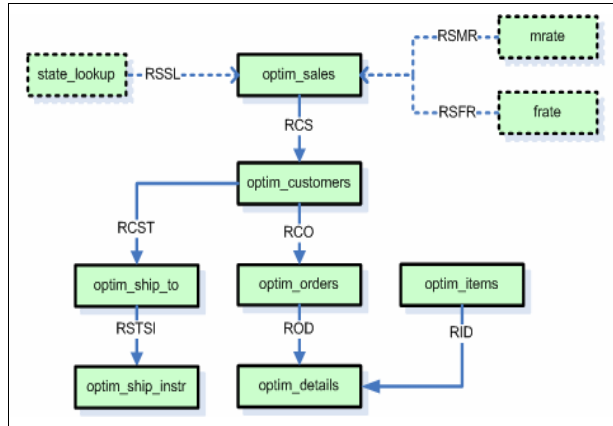 RSMR
mrate
state_lookup
RSSL
optim_sales
RSFR
frate
RCS
optim_customers
RCST
RCO
optim_ship_to
optim_orders
optim_items
RSTSI
ROD
RID
optim_ship_instr
optim_details